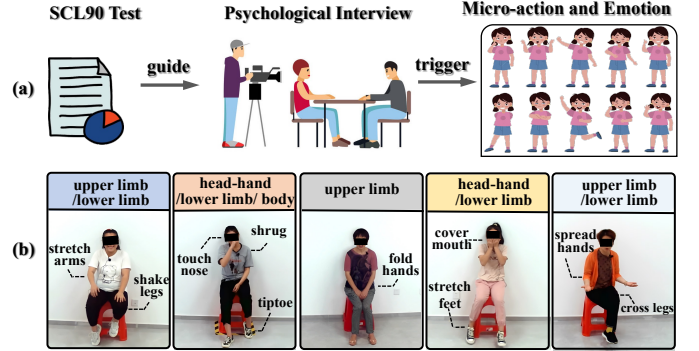 SCL90 Test
Psychological Interview
Micro-action and Emotion
(a)
guide
trigger
(b)
upper limb
/lower limb
stretch
arms
shake
legs
head-hand
/lower limb/ body
touch
nose
shrug
tiptoe
upper limb
fold
hands
head-hand
/lower limb
cover
mouth
stretch
feet
upper limb
/lower limb
spread
hands
cross legs